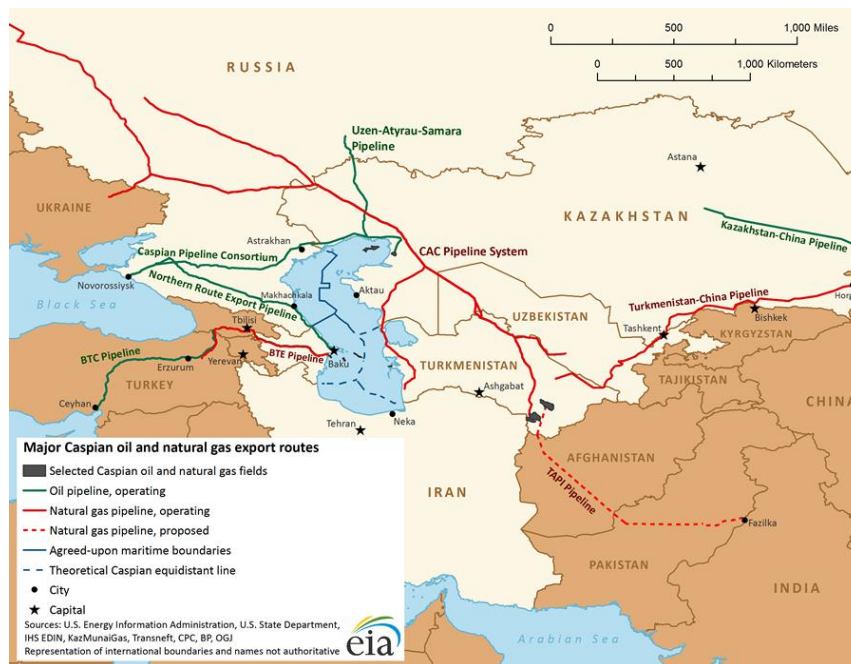 500
1,000 Miles
0
500
1,000 Kilometers
0
RUSSIA
Uzen-Atyrau-Samara
Pipeline
Astana
UKRAINE
KAZAKHSTAN
Kazakhstan-China Pipeline
Astrakhan
Caspian Pipeline Consortium
CAC Pipeline System
Novorossiysk
Northern Route Export Pipeline
Aktau
Makhachkala
Black Sea
Turkmenistan-China Pipeline
Horg
Bishkek
UZBEKISTAN
Tbilisi
Tashkent
KYRGYZSTAN
BTC Pipeline
BTE Pipeline
Baku
Erzurum
Yerevan
TURKMENISTAN
TAJIKISTAN
TURKEY
Ashgabat
CHINA
Ceyhan
Neka
Tehran
AFGHANISTAN
TAPI Pipeline
IRAN
Fazilka
PAKISTAN
INDIA
Arabian Sea
Major Caspian oil and natural gas export routes
Selected Caspian oil and natural gas fields
Oil pipeline, operating
Natural gas pipeline, operating
Natural gas pipeline, proposed
Agreed-upon maritime boundaries
Theoretical Caspian equidistant line
City
Capital
Sources: U.S. Energy Information Administration, U.S. State Department,
IHS EDIN, KazMunaiGas, Transneft, CPC, BP, OGJ
Representation of international boundaries and names not authoritative
eia